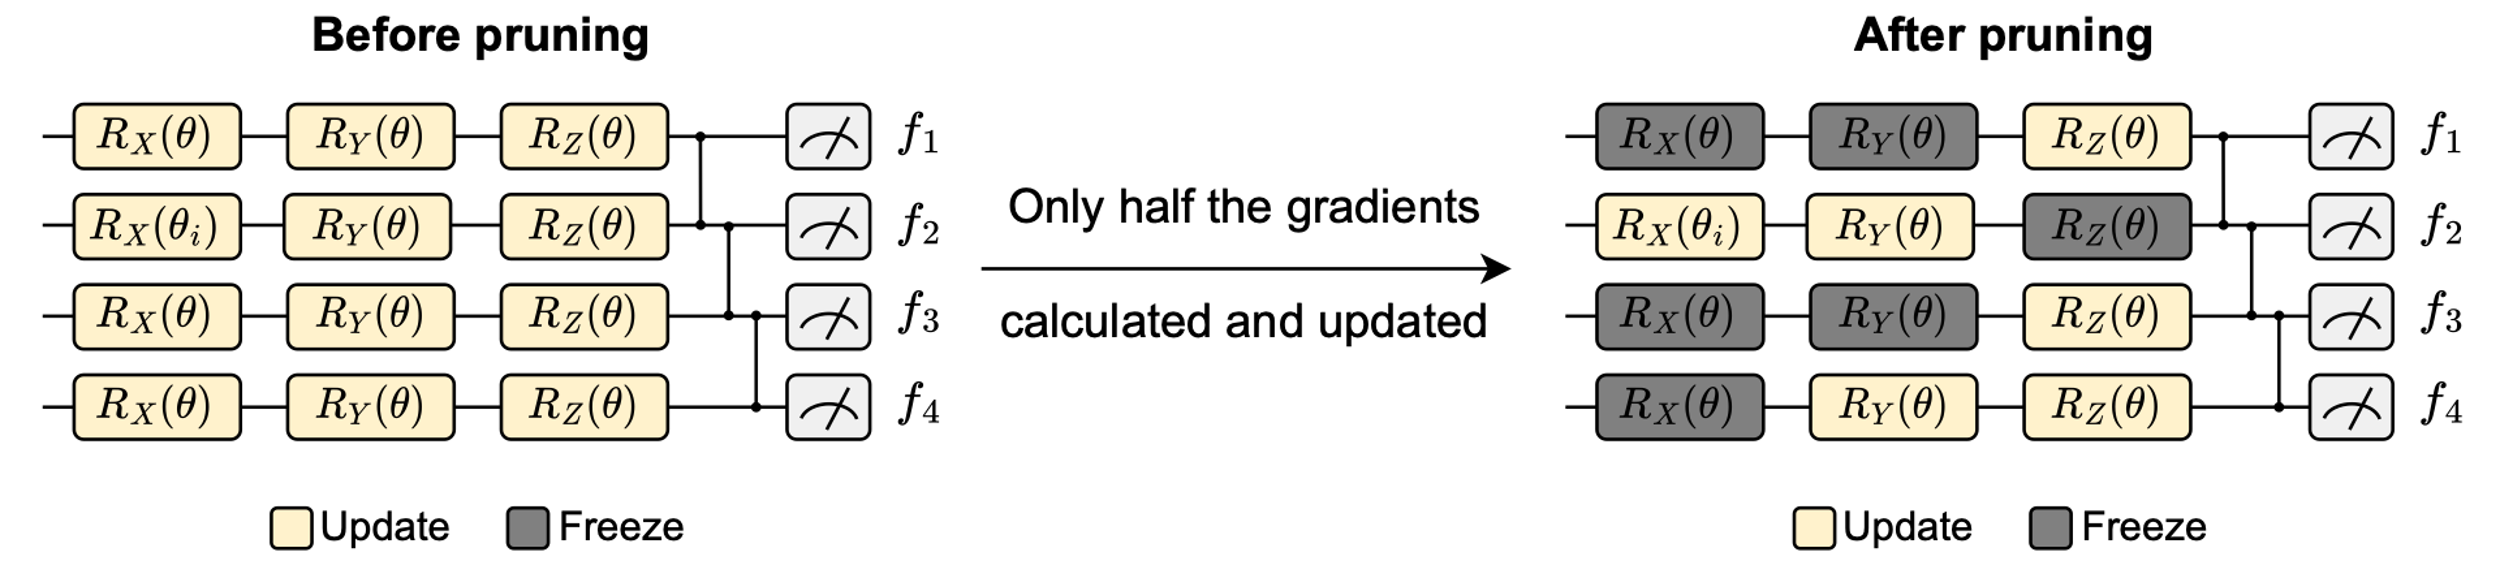 Before pruning
R_X(θ) R_Y(θ) R_Z(θ) f_1
R_X(θ_i) R_Y(θ) R_Z(θ) f_2
R_X(θ) R_Y(θ) R_Z(θ) f_3
R_X(θ) R_Y(θ) R_Z(θ) f_4
Update Freeze
Only half the gradients
calculated and updated
After pruning
R_X(θ) R_Y(θ) R_Z(θ) f_1
R_X(θ_i) R_Y(θ) R_Z(θ) f_2
R_X(θ) R_Y(θ) R_Z(θ) f_3
R_X(θ) R_Y(θ) R_Z(θ) f_4
Update Freeze